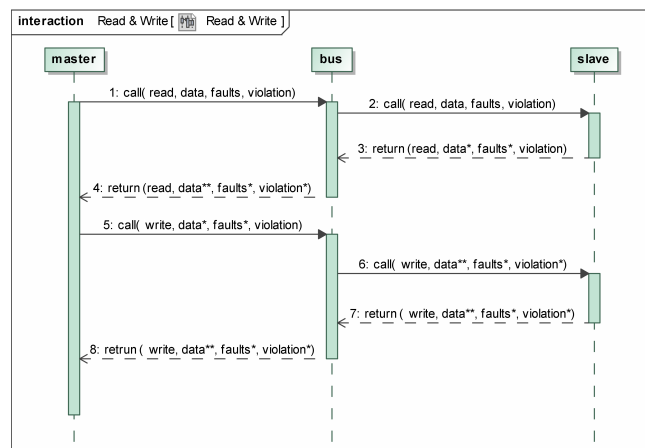 interaction Read & Write [ Read & Write ]
master bus slave
1: call( read, data, faults, violation)
2: call( read, data, faults, violation)
3: return (read, data*, faults*, violation)
4: return (read, data**, faults*, violation*)
5: call( write, data*, faults*, violation)
6: call( write, data**, faults*, violation*)
7: return ( write, data**, faults*, violation*)
8: retrun ( write, data**, faults*, violation*)